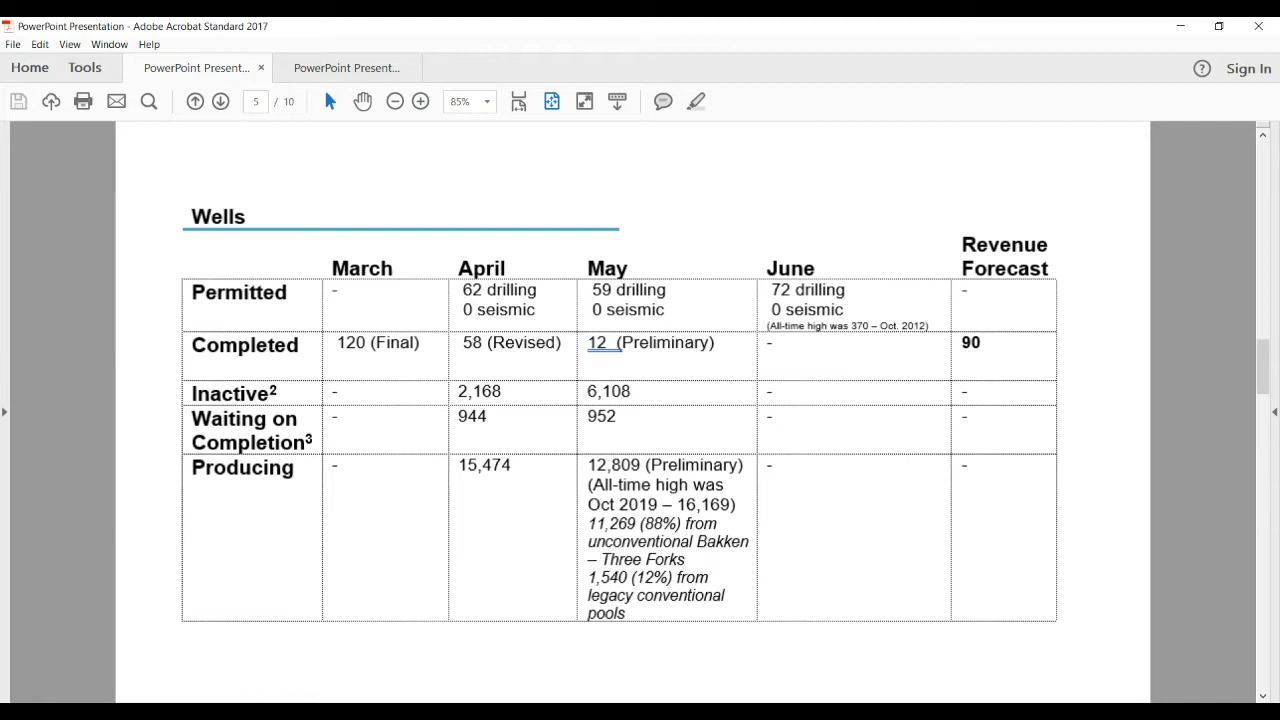 PowerPoint Presentation - Adobe Acrobat Standard 2017
File Edit View Window Help
Home Tools PowerPoint Present... × PowerPoint Present... Sign In
5 / 10 85%
Wells
Revenue
March April May June Forecast
Permitted - 62 drilling 59 drilling 72 drilling -
0 seismic 0 seismic 0 seismic
(All-time high was 370 – Oct. 2012)
Completed 120 (Final) 58 (Revised) 12 (Preliminary) - 90
Inactive2 - 2,168 6,108 - -
Waiting on - 944 952 - -
Completion3
Producing - 15,474 12,809 (Preliminary) - -
(All-time high was
Oct 2019 – 16,169)
11,269 (88%) from
unconventional Bakken
– Three Forks
1,540 (12%) from
legacy conventional
pools